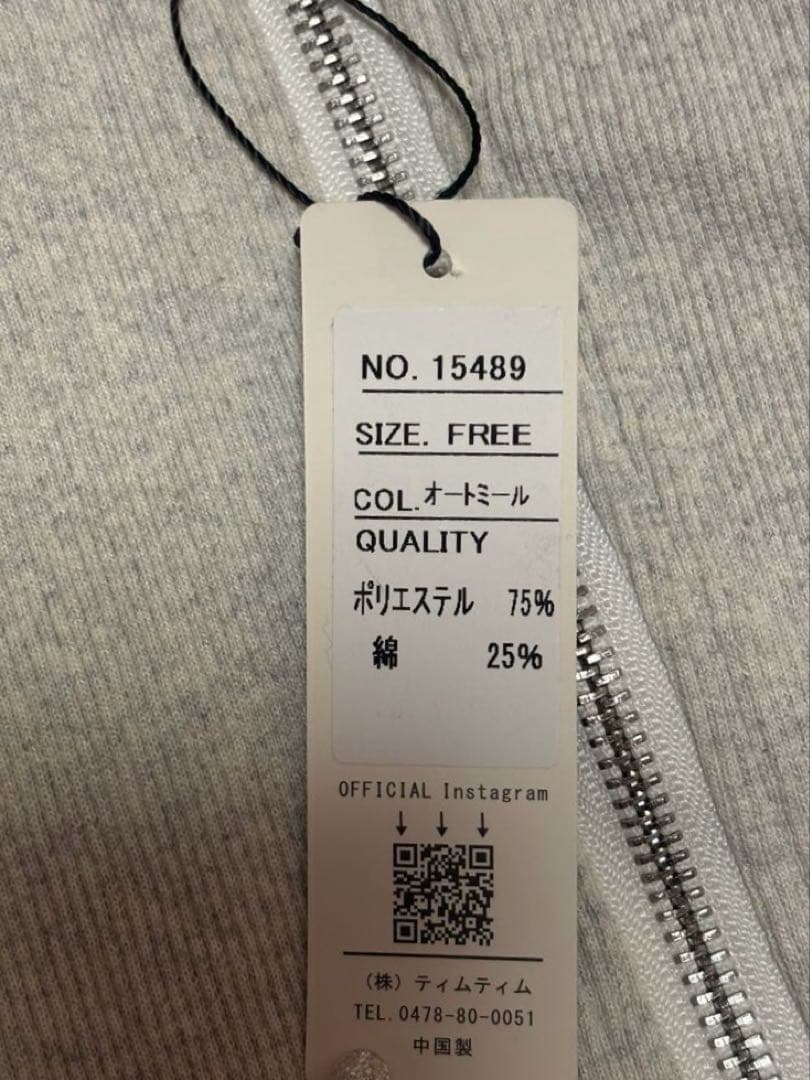 NO. 15489
SIZE. FREE
COL. オートミール
QUALITY
ポリエステル 75%
綿 25%
OFFICIAL Instagram
↓ ↓ ↓
(株) ティムティム
TEL. 0478-80-0051
中国製